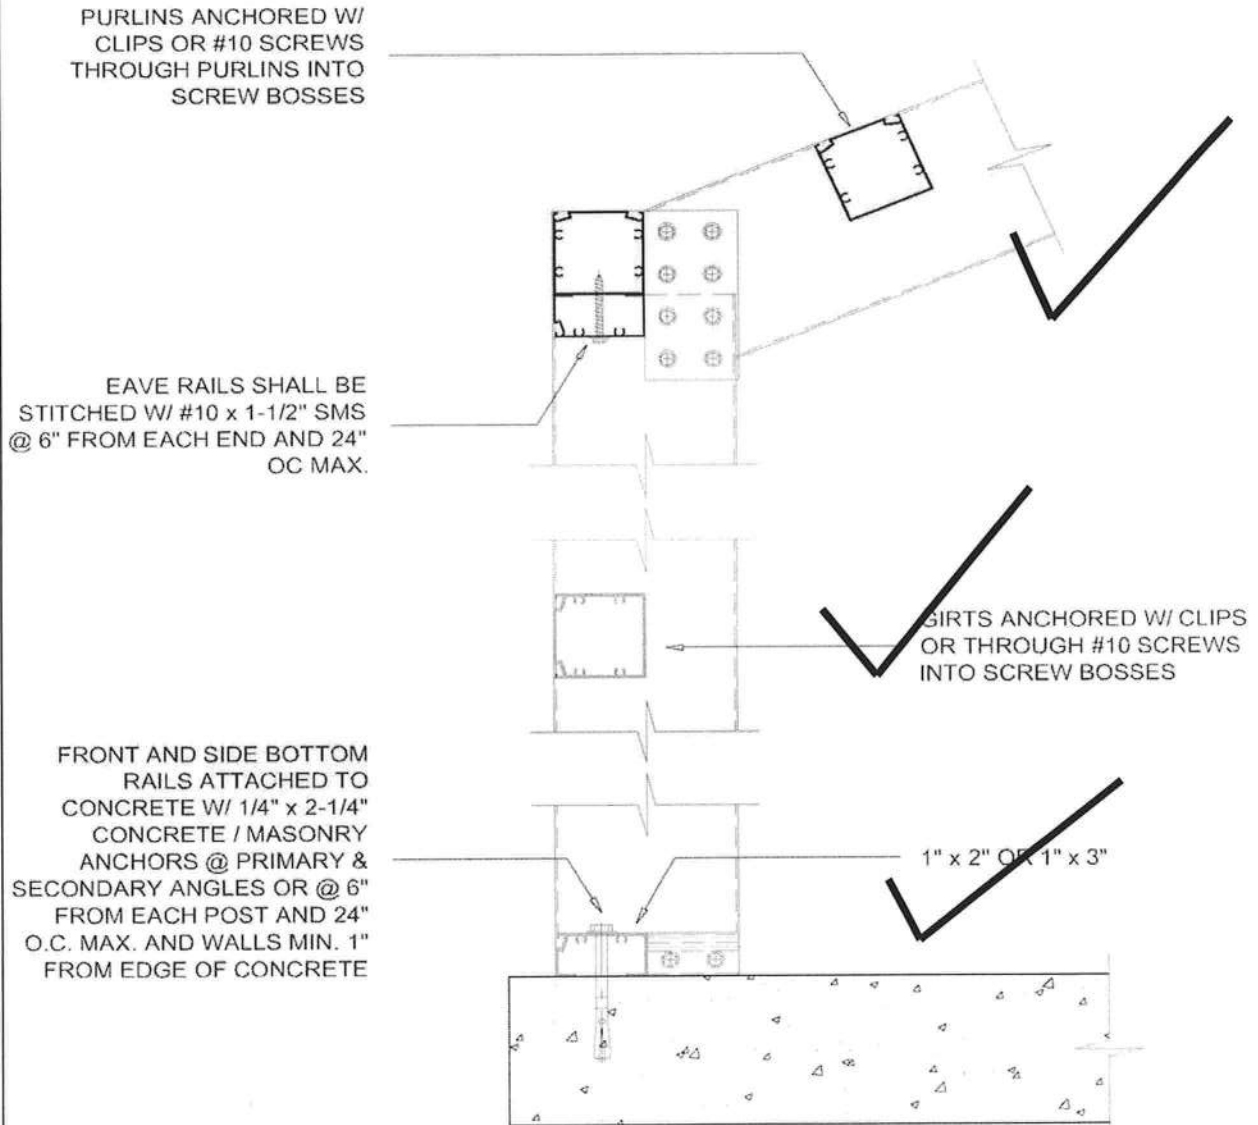 PURLINS ANCHORED W/
CLIPS OR #10 SCREWS
THROUGH PURLINS INTO
SCREW BOSSES
EAVE RAILS SHALL BE
STITCHED W/ #10 x 1-1/2" SMS
@ 6" FROM EACH END AND 24"
OC MAX.
GIRTS ANCHORED W/ CLIPS
OR THROUGH #10 SCREWS
INTO SCREW BOSSES
FRONT AND SIDE BOTTOM
RAILS ATTACHED TO
CONCRETE W/ 1/4" x 2-1/4"
CONCRETE / MASONRY
ANCHORS @ PRIMARY &
SECONDARY ANGLES OR @ 6"
FROM EACH POST AND 24"
O.C. MAX. AND WALLS MIN. 1"
FROM EDGE OF CONCRETE
1" x 2" OR 1" x 3"